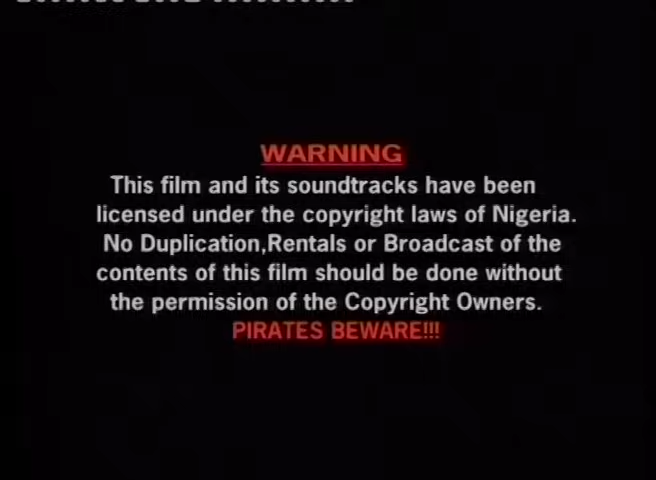 WARNING
This film and its soundtracks have been
licensed under the copyright laws of Nigeria.
No Duplication,Rentals or Broadcast of the
contents of this film should be done without
the permission of the Copyright Owners.
PIRATES BEWARE!!!